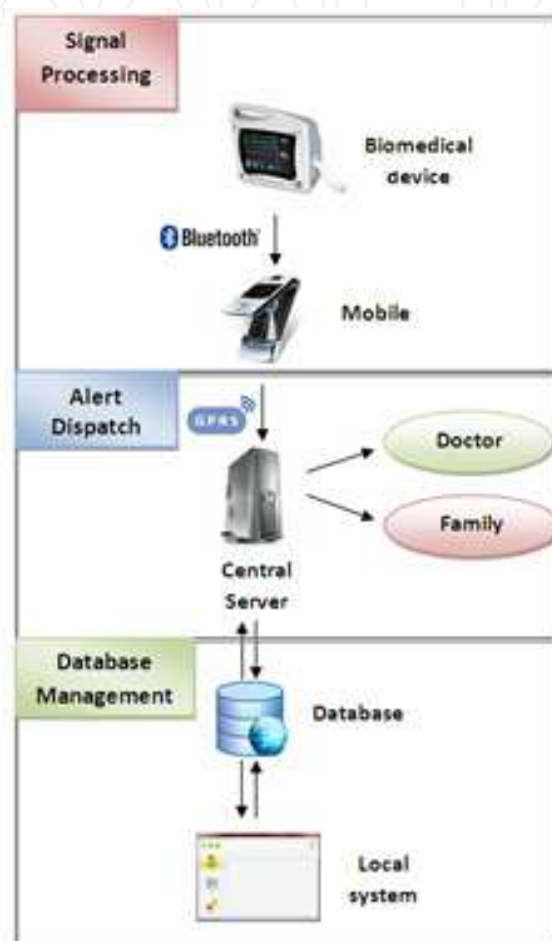 Signal
Processing
Biomedical
device
Bluetooth
Mobile
Alert
Dispatch
GPRS
Doctor
Family
Central
Server
Database
Management
Database
Local
system